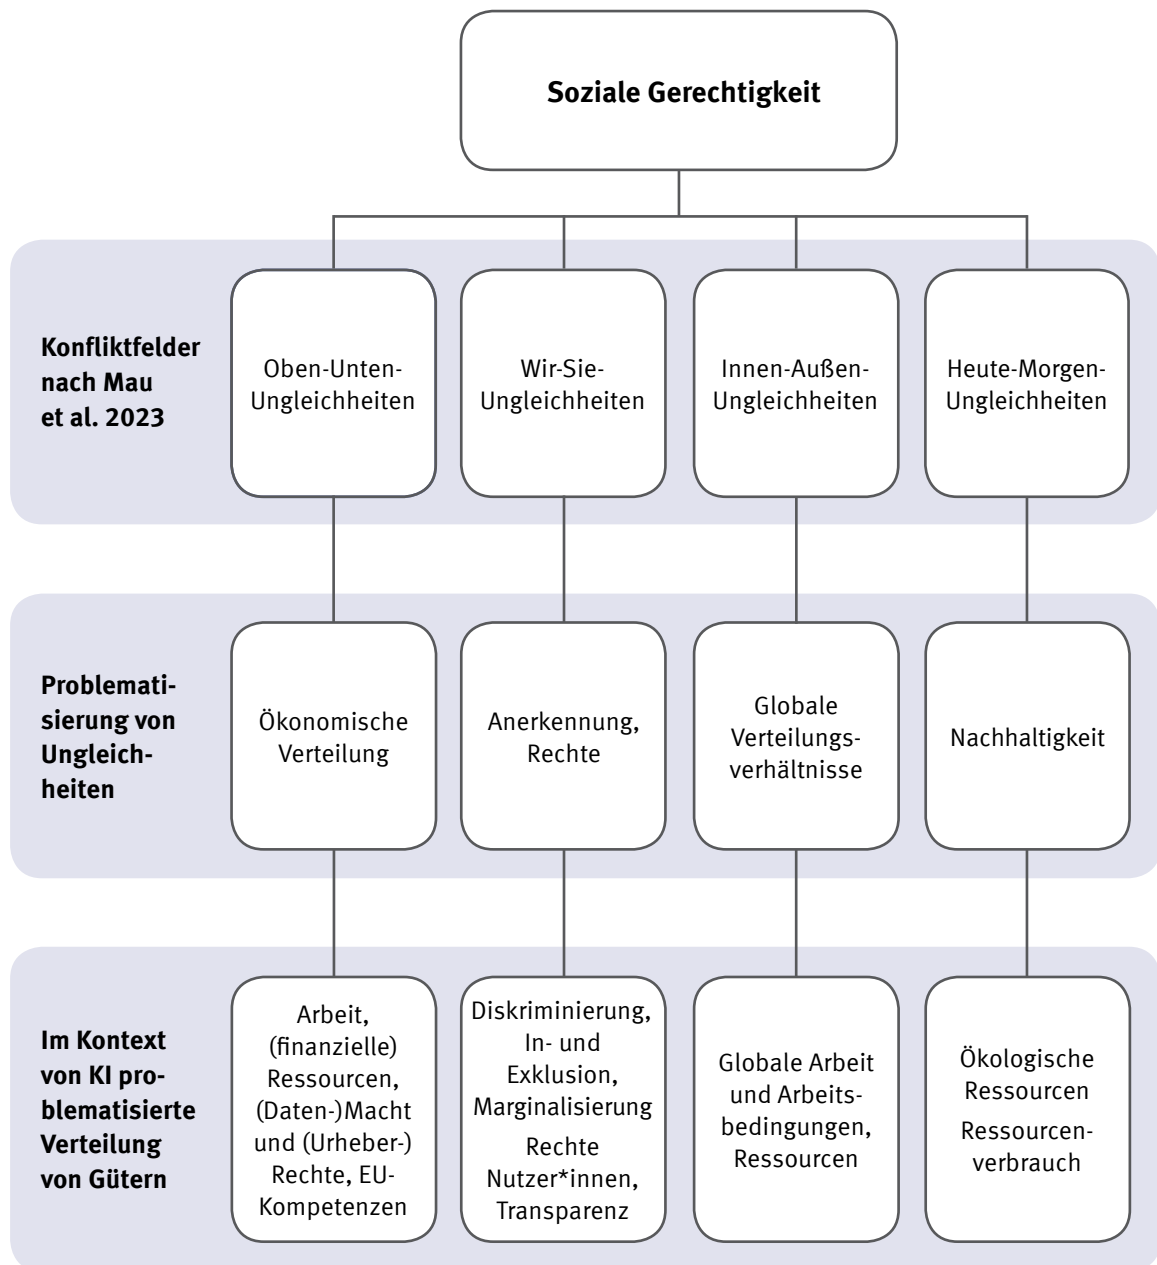 Soziale Gerechtigkeit
Konfliktfelder
nach Mau
et al. 2023
Oben-Unten-
Ungleichheiten
Wir-Sie-
Ungleichheiten
Innen-Außen-
Ungleichheiten
Heute-Morgen-
Ungleichheiten
Problemati-
sierung von
Ungleich-
heiten
Ökonomische
Verteilung
Anerkennung,
Rechte
Globale
Verteilungs-
verhältnisse
Nachhaltigkeit
Im Kontext
von KI pro-
blematisierte
Verteilung
von Gütern
Arbeit,
(finanzielle)
Ressourcen,
(Daten-)Macht
und (Urheber-)
Rechte, EU-
Kompetenzen
Diskriminierung,
In- und
Exklusion,
Marginalisierung
Rechte
Nutzer*innen,
Transparenz
Globale Arbeit
und Arbeits-
bedingungen,
Ressourcen
Ökologische
Ressourcen
Ressourcen-
verbrauch